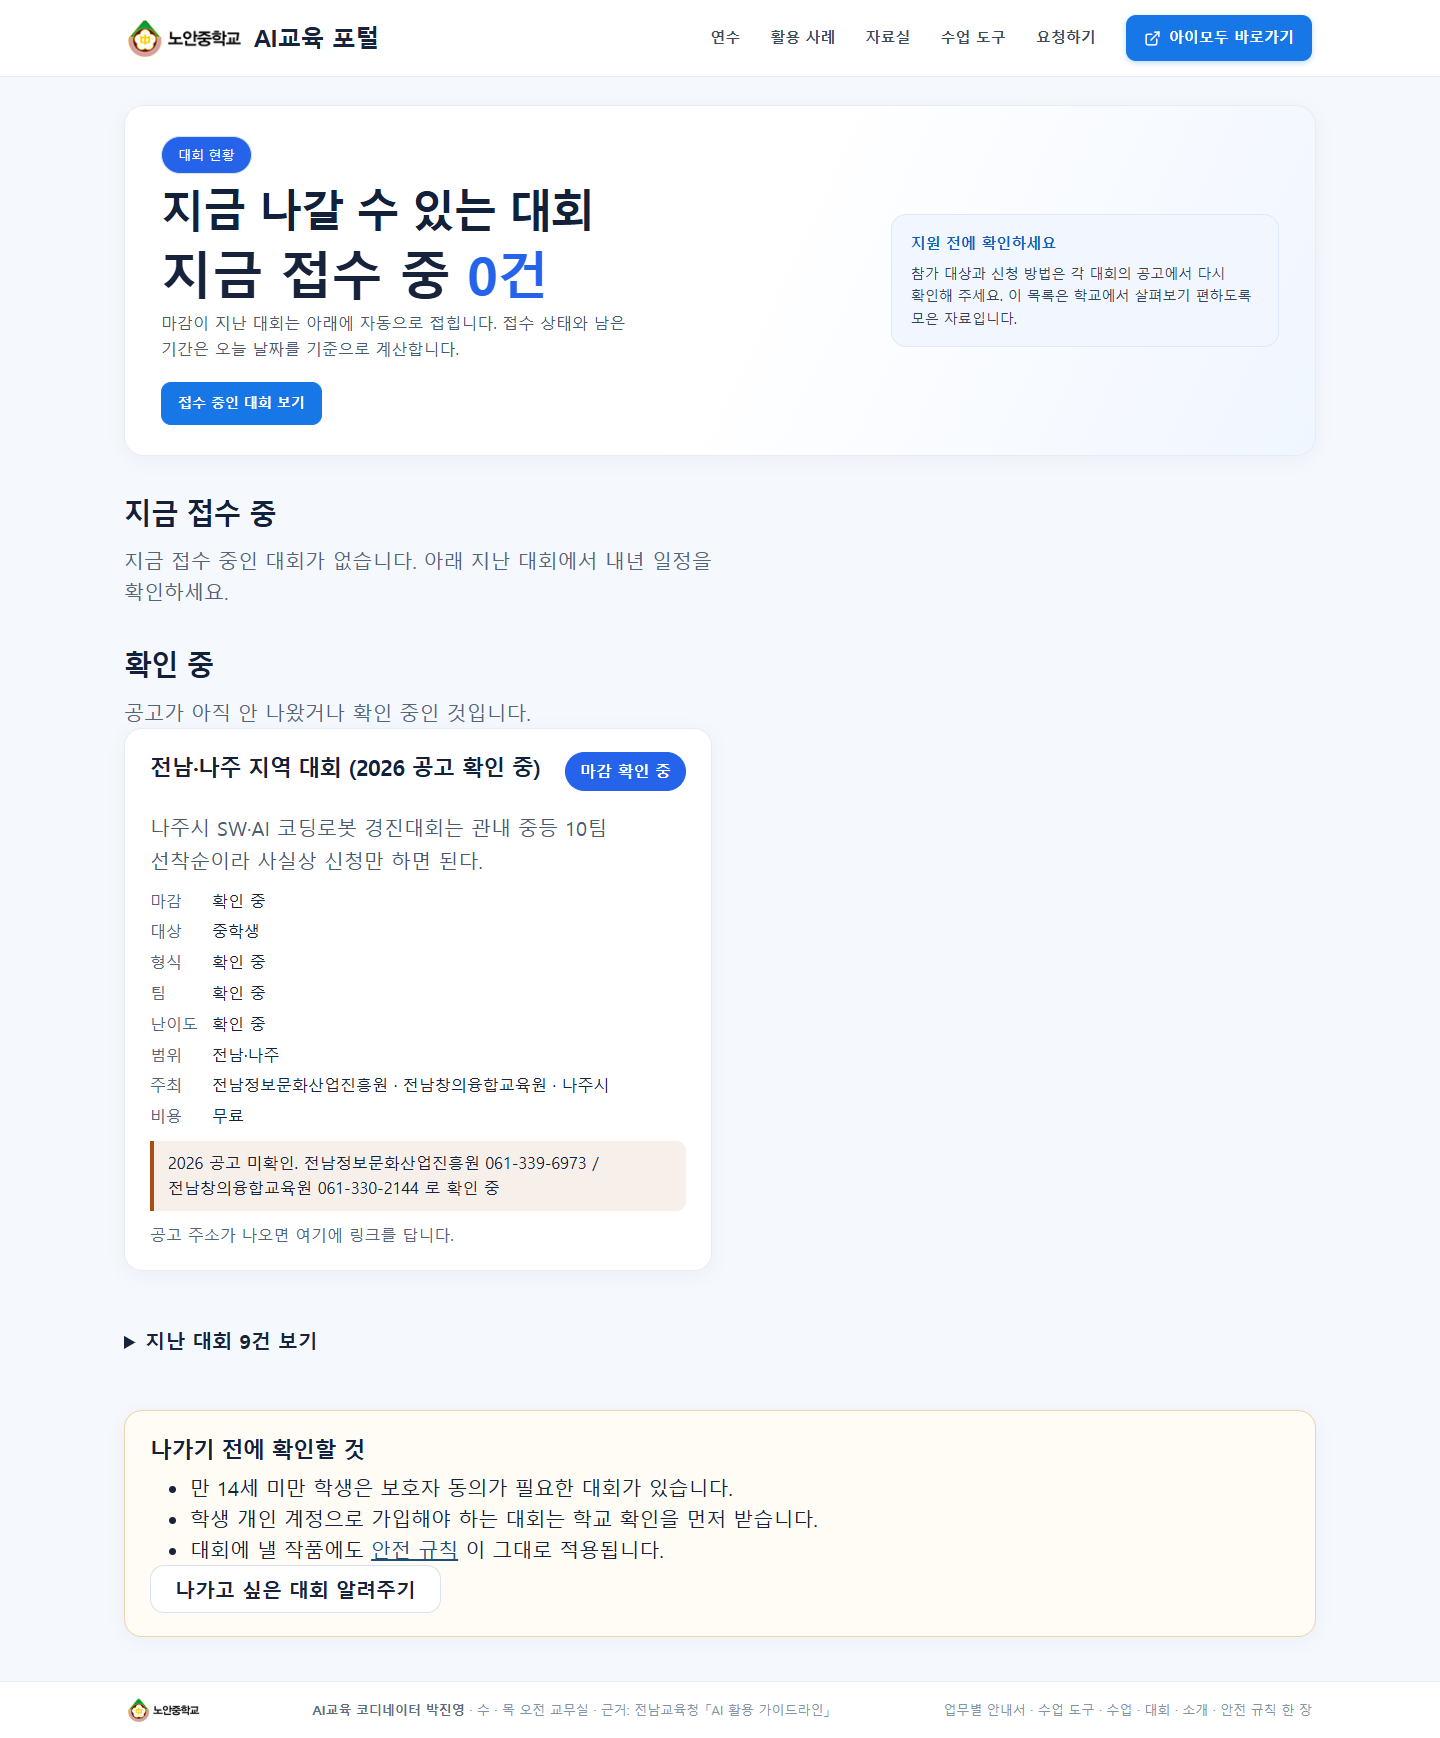 노안중학교 AI교육 포털
연수 활용 사례 자료실 수업 도구 요청하기 아이모두 바로가기
대회 현황
지금 나갈 수 있는 대회
지금 접수 중 0건
마감이 지난 대회는 아래에 자동으로 접힙니다. 접수 상태와 남은
기간은 오늘 날짜를 기준으로 계산합니다.
접수 중인 대회 보기
지원 전에 확인하세요
참가 대상과 신청 방법은 각 대회의 공고에서 다시
확인해 주세요. 이 목록은 학교에서 살펴보기 편하도록
모은 자료입니다.
지금 접수 중
지금 접수 중인 대회가 없습니다. 아래 지난 대회에서 내년 일정을
확인하세요.
확인 중
공고가 아직 안 나왔거나 확인 중인 것입니다.
전남·나주 지역 대회 (2026 공고 확인 중) 마감 확인 중
나주시 SW·AI 코딩로봇 경진대회는 관내 중등 10팀
선착순이라 사실상 신청만 하면 된다.
마감 확인 중
대상 중학생
형식 확인 중
팀 확인 중
난이도 확인 중
범위 전남·나주
주최 전남정보문화산업진흥원 · 전남창의융합교육원 · 나주시
비용 무료
2026 공고 미확인. 전남정보문화산업진흥원 061-339-6973 /
전남창의융합교육원 061-330-2144 로 확인 중
공고 주소가 나오면 여기에 링크를 답니다.
▶ 지난 대회 9건 보기
나가기 전에 확인할 것
• 만 14세 미만 학생은 보호자 동의가 필요한 대회가 있습니다.
• 학생 개인 계정으로 가입해야 하는 대회는 학교 확인을 먼저 받습니다.
• 대회에 낼 작품에도 안전 규칙 이 그대로 적용됩니다.
나가고 싶은 대회 알려주기
노안중학교 AI교육 코디네이터 박진영 · 수 · 목 오전 교무실 · 근거: 전남교육청 「AI 활용 가이드라인」 업무별 안내서 · 수업 도구 · 수업 · 대회 · 소개 · 안전 규칙 한 장